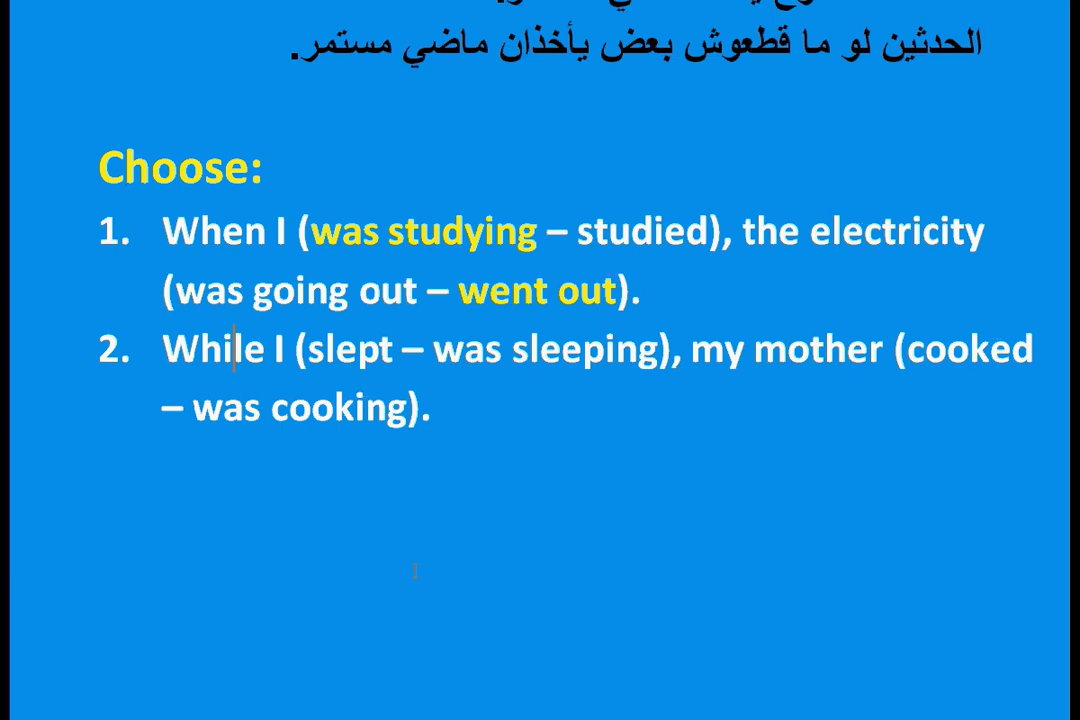 الحدثين لو ما قطعوش بعض يأخذان ماضي مستمر.
Choose:
1. When I (was studying – studied), the electricity
(was going out – went out).
2. While I (slept – was sleeping), my mother (cooked
– was cooking).